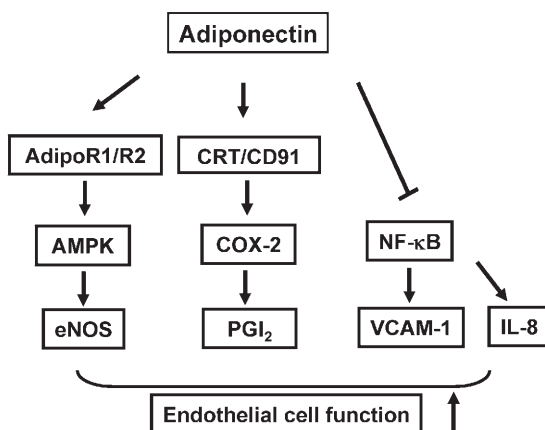 Adiponectin
AdipoR1/R2
CRT/CD91
AMPK
COX-2
NF-κB
eNOS
PGI₂
VCAM-1
IL-8
Endothelial cell function